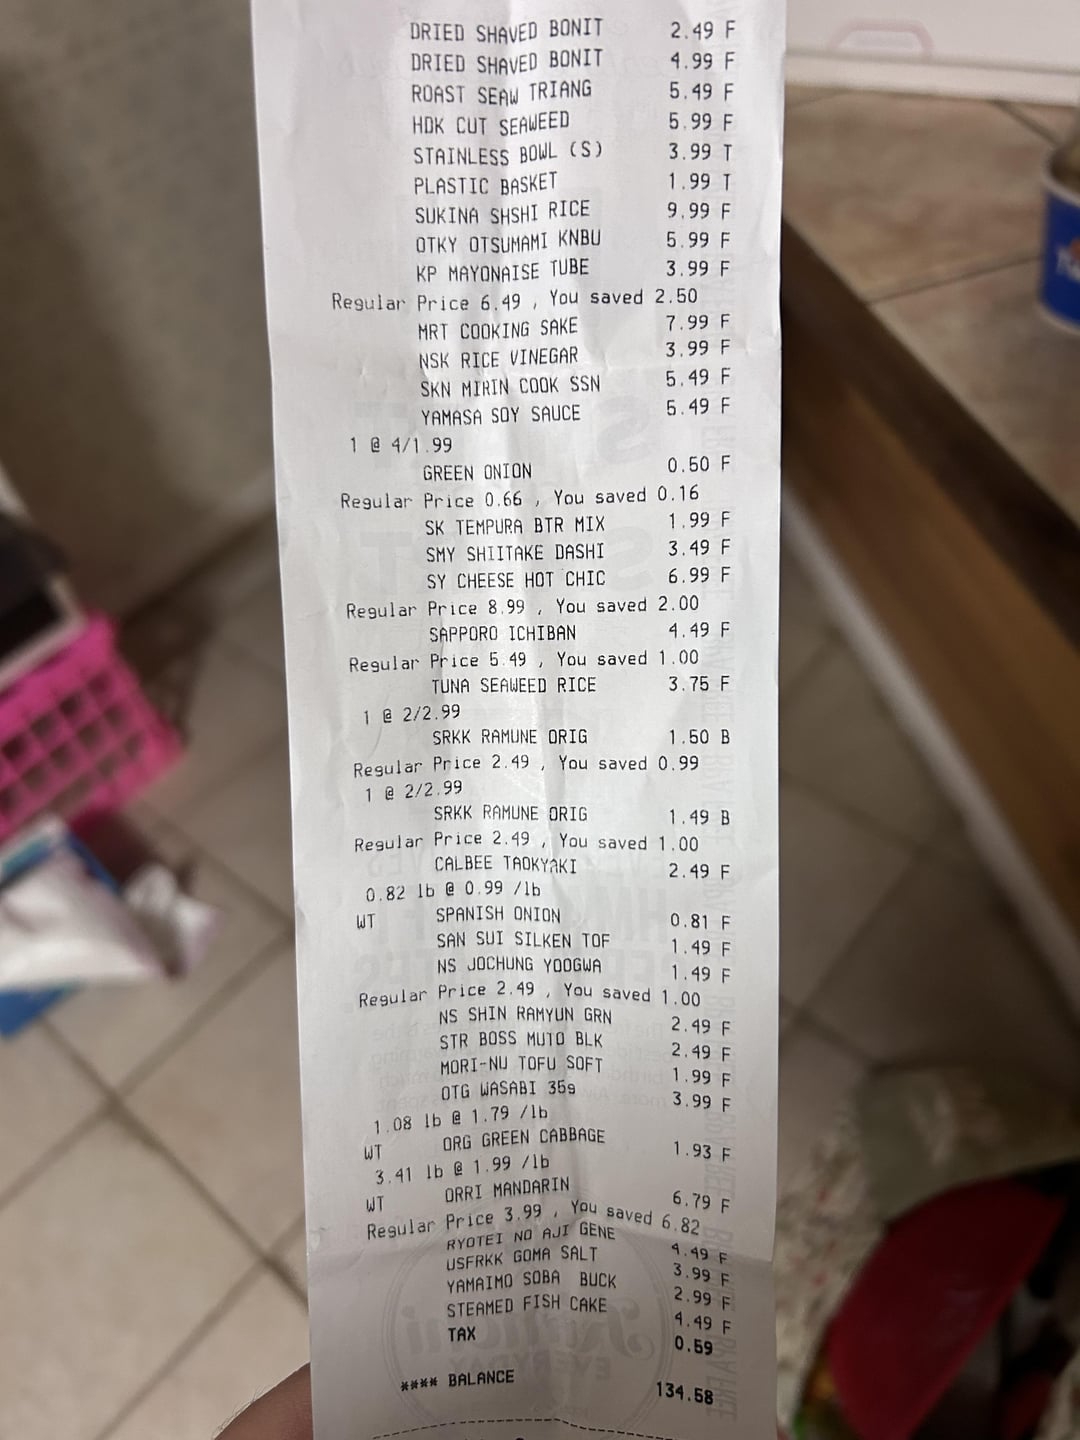 DRIED SHAVED BONIT 2.49 F
DRIED SHAVED BONIT 4.99 F
ROAST SEAW TRIANG 5.49 F
HDK CUT SEAWEED 5.99 F
STAINLESS BOWL (S) 3.99 T
PLASTIC BASKET 1.99 T
SUKINA SHSHI RICE 9.99 F
OTKY OTSUMAMI KNBU 5.99 F
KP MAYONAISE TUBE 3.99 F
Regular Price 6.49 , You saved 2.50
MRT COOKING SAKE 7.99 F
NSK RICE VINEGAR 3.99 F
SKN MIRIN COOK SSN 5.49 F
YAMASA SOY SAUCE 5.49 F
1 @ 4/1.99
GREEN ONION 0.50 F
Regular Price 0.66 , You saved 0.16
SK TEMPURA BTR MIX 1.99 F
SMY SHIITAKE DASHI 3.49 F
SY CHEESE HOT CHIC 6.99 F
Regular Price 8.99 , You saved 2.00
SAPPORO ICHIBAN 4.49 F
Regular Price 5.49 , You saved 1.00
TUNA SEAWEED RICE 3.75 F
1 @ 2/2.99
SRKK RAMUNE ORIG 1.50 B
Regular Price 2.49 , You saved 0.99
1 @ 2/2.99
SRKK RAMUNE ORIG 1.49 B
Regular Price 2.49 , You saved 1.00
CALBEE TAOKYAKI 2.49 F
0.82 lb @ 0.99 /lb
WT SPANISH ONION 0.81 F
SAN SUI SILKEN TOF 1.49 F
NS JOCHUNG YOOGWA 1.49 F
Regular Price 2.49 , You saved 1.00
NS SHIN RAMYUN GRN 2.49 F
STR BOSS MUTO BLK 2.49 F
MORI-NU TOFU SOFT 1.99 F
OTG WASABI 35g 3.99 F
1.08 lb @ 1.79 /lb
WT ORG GREEN CABBAGE 1.93 F
3.41 lb @ 1.99 /lb
WT ORRI MANDARIN 6.79 F
Regular Price 3.99 , You saved 6.82
RYOTEI NO AJI GENE 4.49 F
USFRKK GOMA SALT 3.99 F
YAMAIMO SOBA BUCK 2.99 F
STEAMED FISH CAKE 4.49 F
TAX 0.59
**** BALANCE 134.58